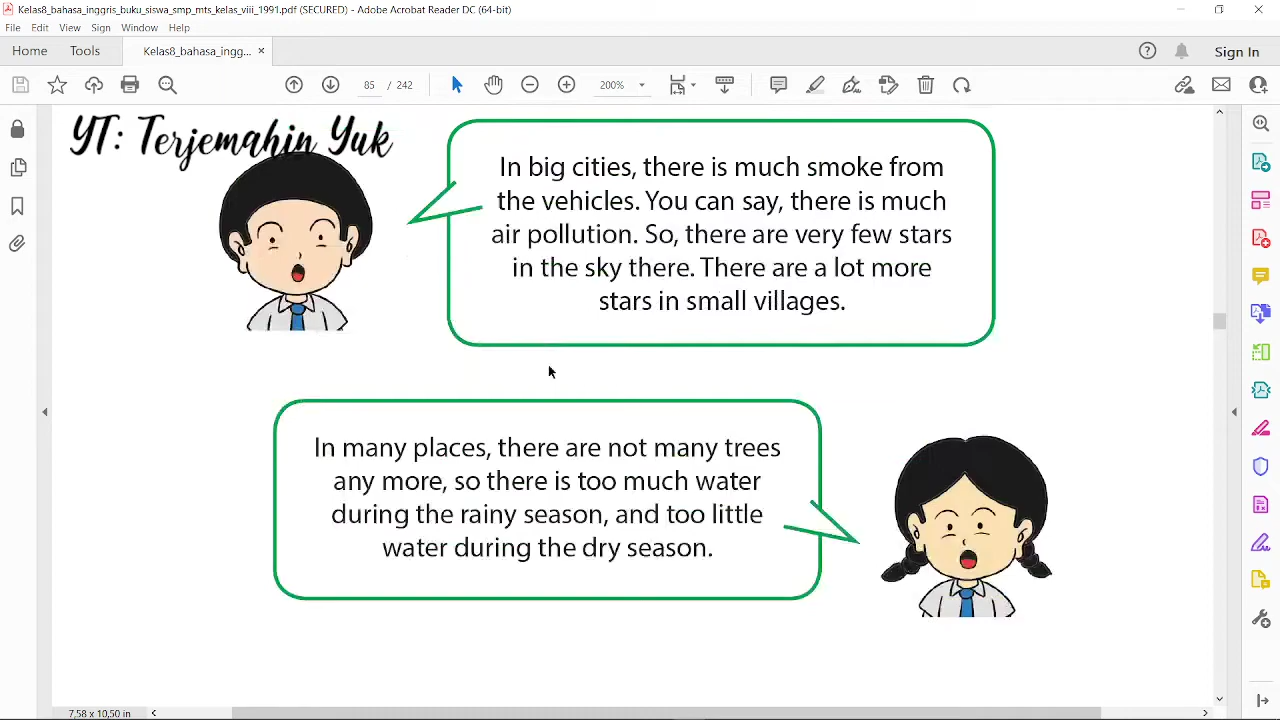 Kelas8_bahasa_inggris_buku_siswa_smp_mts_kelas_viii_1991.pdf (SECURED) - Adobe Acrobat Reader DC (64-bit)
File Edit View Sign Window Help
Home Tools Kelas8_bahasa_ingg... × Sign In
85 / 242 200%
YT: Terjemahin Yuk
In big cities, there is much smoke from
the vehicles. You can say, there is much
air pollution. So, there are very few stars
in the sky there. There are a lot more
stars in small villages.
In many places, there are not many trees
any more, so there is too much water
during the rainy season, and too little
water during the dry season.
7,58 x 10,50 in